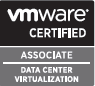 vmware®
CERTIFIED
ASSOCIATE
DATA CENTER
VIRTUALIZATION